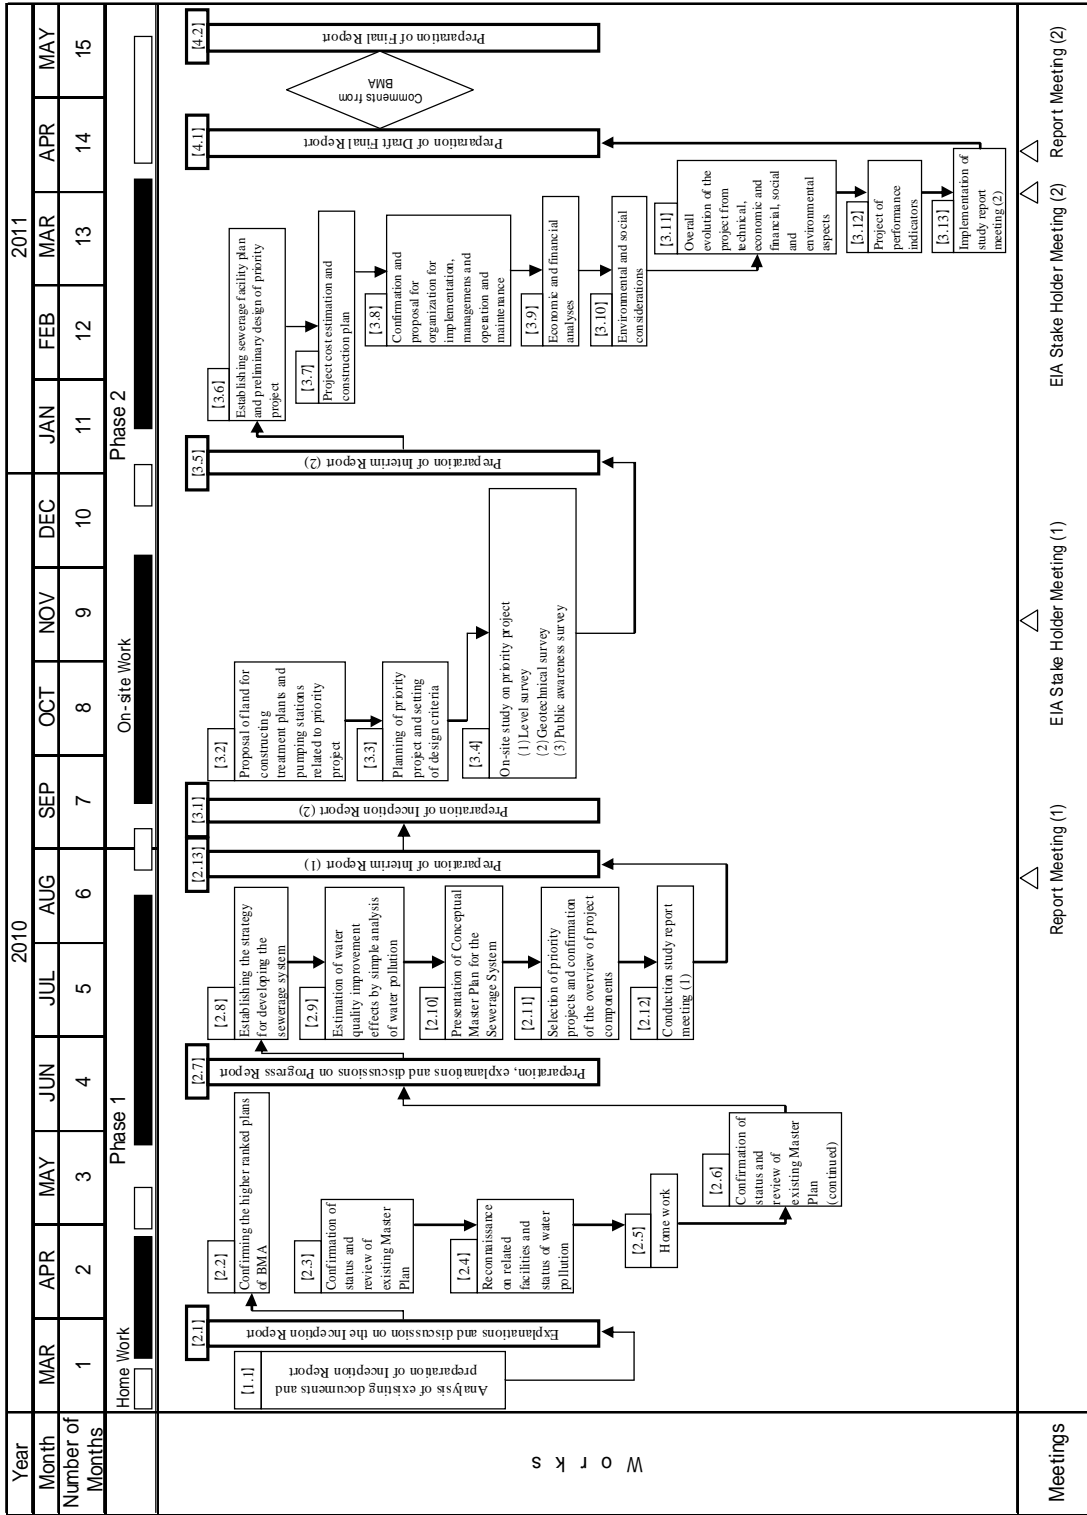 Year
2010
2011
Month
MAR
APR
MAY
JUN
JUL
AUG
SEP
OCT
NOV
DEC
JAN
FEB
MAR
APR
MAY
Number of
Months
1
2
3
4
5
6
7
8
9
10
11
12
13
14
15
Home Work
Phase 1
On-site Work
Phase 2
Works
[1.1]
Analysis of existing documents and
preparation of Inception Report
[2.1]
Explanations and discussion on the Inception Report
[2.2]
Confirming the higher ranked plans
of BMA
[2.3]
Confirmation of
status and
review of
existing Master
Plan
[2.4]
Reconnaissance
on related
facilities and
status of water
pollution
[2.5]
Home work
[2.6]
Confirmation of
status and
review of
existing Master
Plan
(continued)
[2.7]
Preparation, explanations and discussions on Progress Report
[2.8]
Establishing the strategy
for developing the
sewerage system
[2.9]
Estimation of water
quality improvement
effects by simple analysis
of water pollution
[2.10]
Presentation of Conceptual
Master Plan for the
Sewerage System
[2.11]
Selection of priority
projects and confirmation
of the overview of project
components
[2.12]
Conduction study report
meeting (1)
[2.13]
Preparation of Interim Report
(1)
[3.1]
Preparation of Inception Report
(2)
[3.2]
Proposal of land for
constructing
treatment plants and
pumping stations
related to priority
project
[3.3]
Planning of priority
project and setting
of design criteria
[3.4]
On-site study on priority project
(1)Level survey
(2)Geotechnical survey
(3)Public awareness survey
[3.5]
Preparation of Interim Report
(2)
[3.6]
Establishing sewerage facility plan
and preliminary design of priority
project
[3.7]
Project cost estimation and
construction plan
[3.8]
Confirmation and
proposal for
organization for
implementation,
managemens and
operation and
maintenance
[3.9]
Economic and financial
analyses
[3.10]
Environmental and social
considerations
[3.11]
Overall
evolution of the
project from
technical,
economic and
financial, social
and
environmental
aspects
[3.12]
Project of
performance
indicators
[3.13]
Implementation of
study report
meeting (2)
[4.1]
Preparation of Draft Final Report
Comments from
BMA
[4.2]
Preparation of Final Report
Meetings
Report Meeting (1)
EIA Stake Holder Meeting (1)
EIA Stake Holder Meeting (2)
Report Meeting (2)